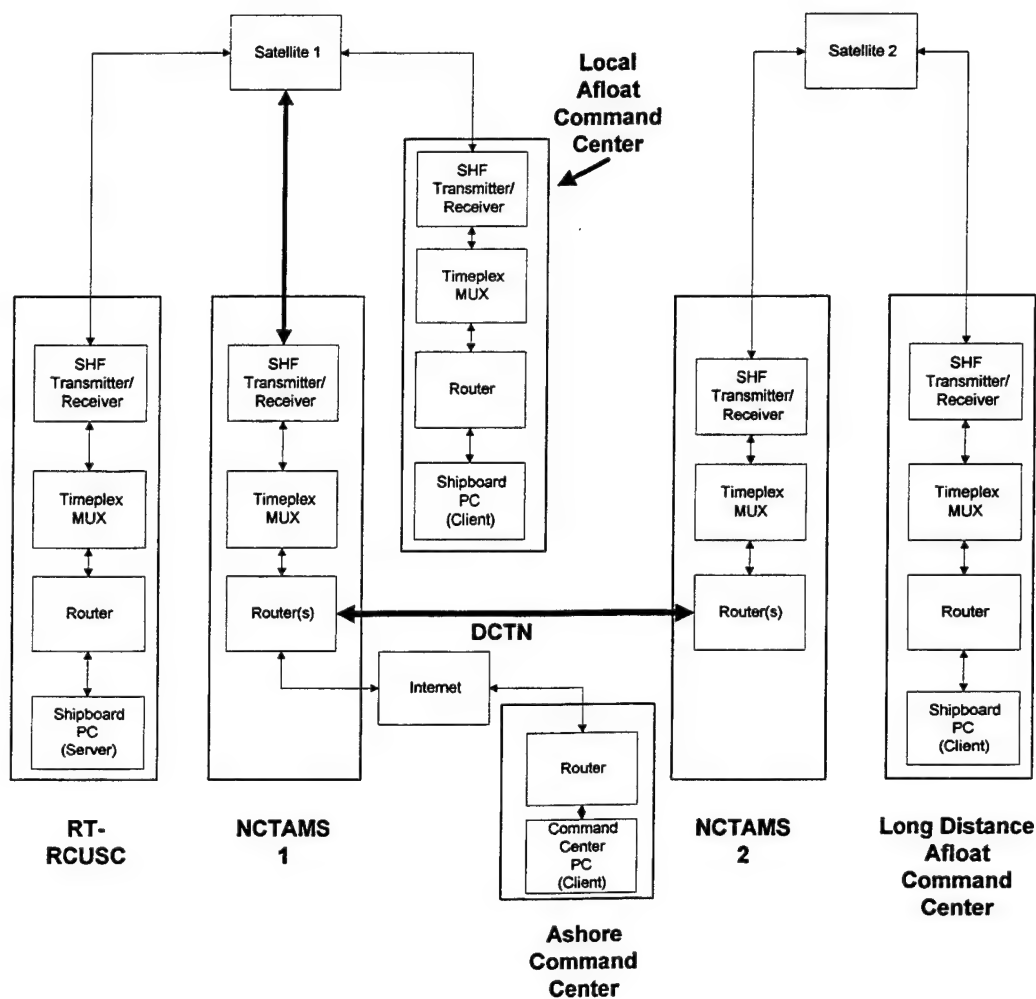 Satellite 1
Satellite 2
Local
Afloat
Command
Center
SHF
Transmitter/
Receiver
Timeplex
MUX
Router
Shipboard
PC
(Client)
SHF
Transmitter/
Receiver
Timeplex
MUX
Router
Shipboard
PC
(Server)
RT-
RCUSC
SHF
Transmitter/
Receiver
Timeplex
MUX
Router(s)
NCTAMS
1
DCTN
Internet
Router
Command
Center
PC
(Client)
Ashore
Command
Center
SHF
Transmitter/
Receiver
Timeplex
MUX
Router(s)
NCTAMS
2
SHF
Transmitter/
Receiver
Timeplex
MUX
Router
Shipboard
PC
(Client)
Long Distance
Afloat
Command
Center